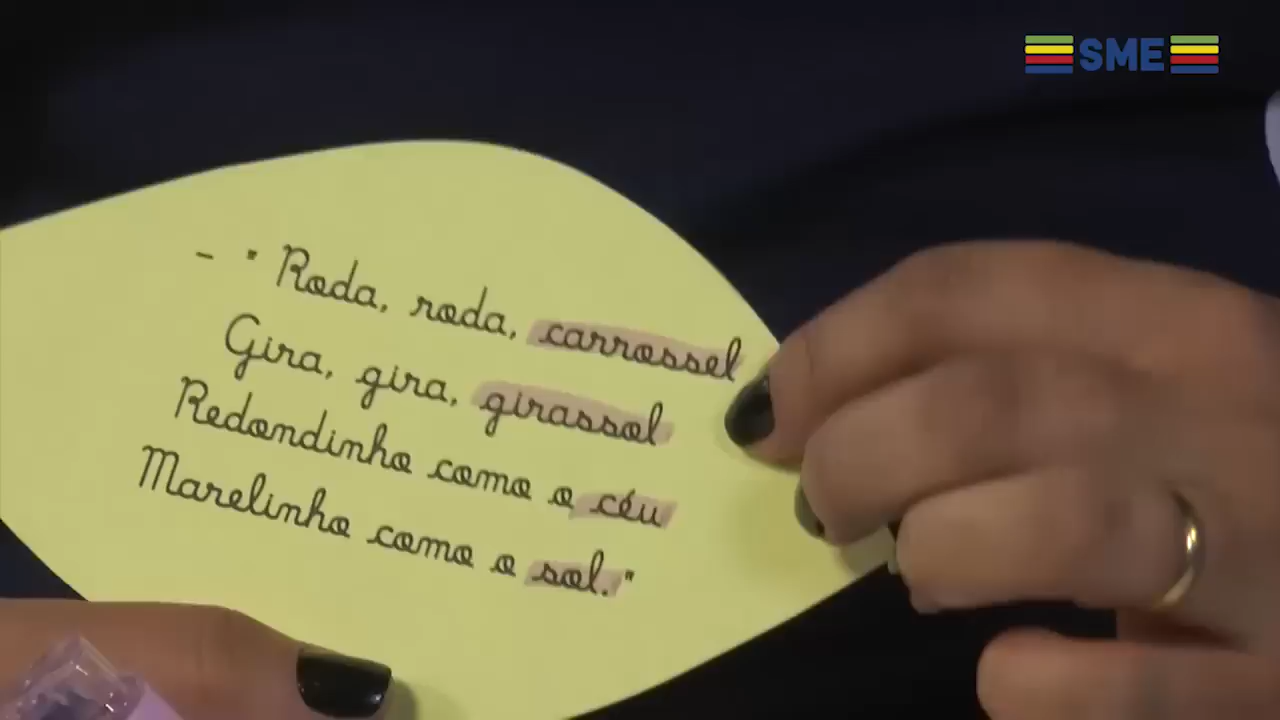 SME
- "Roda, roda, carrossel
Gira, gira, girassol
Redondinho como o céu
Marelinho como o sol."